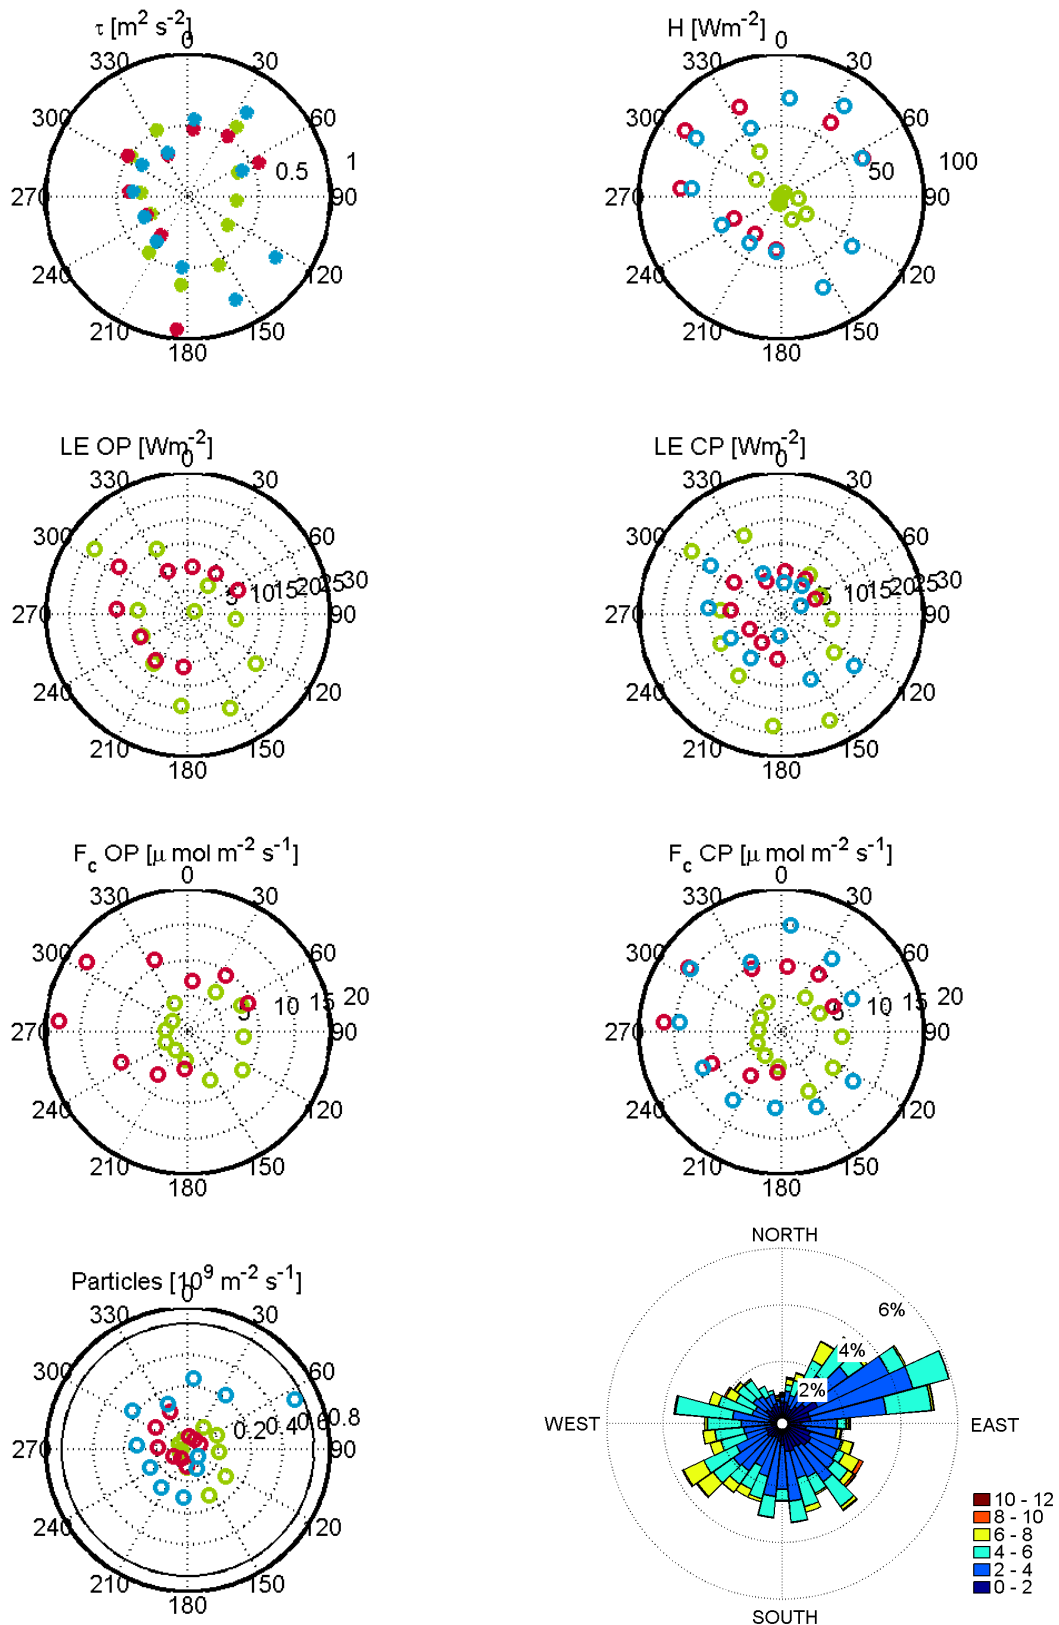 τ [m² s⁻²] H [Wm⁻²]
0 0
330 30 330 30
300 60 300 60
0.5 1 50 100
270 90 270 90
240 120 240 120
210 150 210 150
180 180
LE OP [Wm⁻²] LE CP [Wm⁻²]
0 0
330 30 330 30
300 60 300 60
5 10 15 20 25 30 5 10 15 20 25 30
270 90 270 90
240 120 240 120
210 150 210 150
180 180
F_c OP [μ mol m⁻² s⁻¹] F_c CP [μ mol m⁻² s⁻¹]
0 0
330 30 330 30
300 60 300 60
5 10 15 20 5 10 15 20
270 90 270 90
240 120 240 120
210 150 210 150
180 180
Particles [10⁹ m⁻² s⁻¹]
0
330 30
300 60
0.2 0.4 0.6 0.8
270 90
240 120
210 150
180
NORTH
6%
4%
2%
WEST EAST
SOUTH
10 - 12
8 - 10
6 - 8
4 - 6
2 - 4
0 - 2